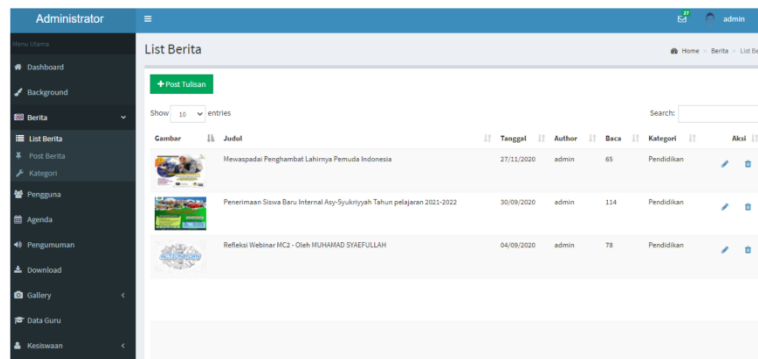 Administrator
27
admin
Menu Utama
List Berita
Home > Berita > List Be
Dashboard
Background
Berita
List Berita
Post Berita
Kategori
Pengguna
Agenda
Pengumuman
Download
Gallery
Data Guru
Kesiswaan
+ Post Tulisan
Show 10 entries
Search:
Gambar Judul Tanggal Author Baca Kategori Aksi
Mewaspadai Penghambat Lahirnya Pemuda Indonesia 27/11/2020 admin 65 Pendidikan
Penerimaan Siswa Baru Internal Asy-Syukriyyah Tahun pelajaran 2021-2022 30/09/2020 admin 114 Pendidikan
Refleksi Webinar MC2 - Oleh MUHAMAD SYAEFULLAH 04/09/2020 admin 78 Pendidikan